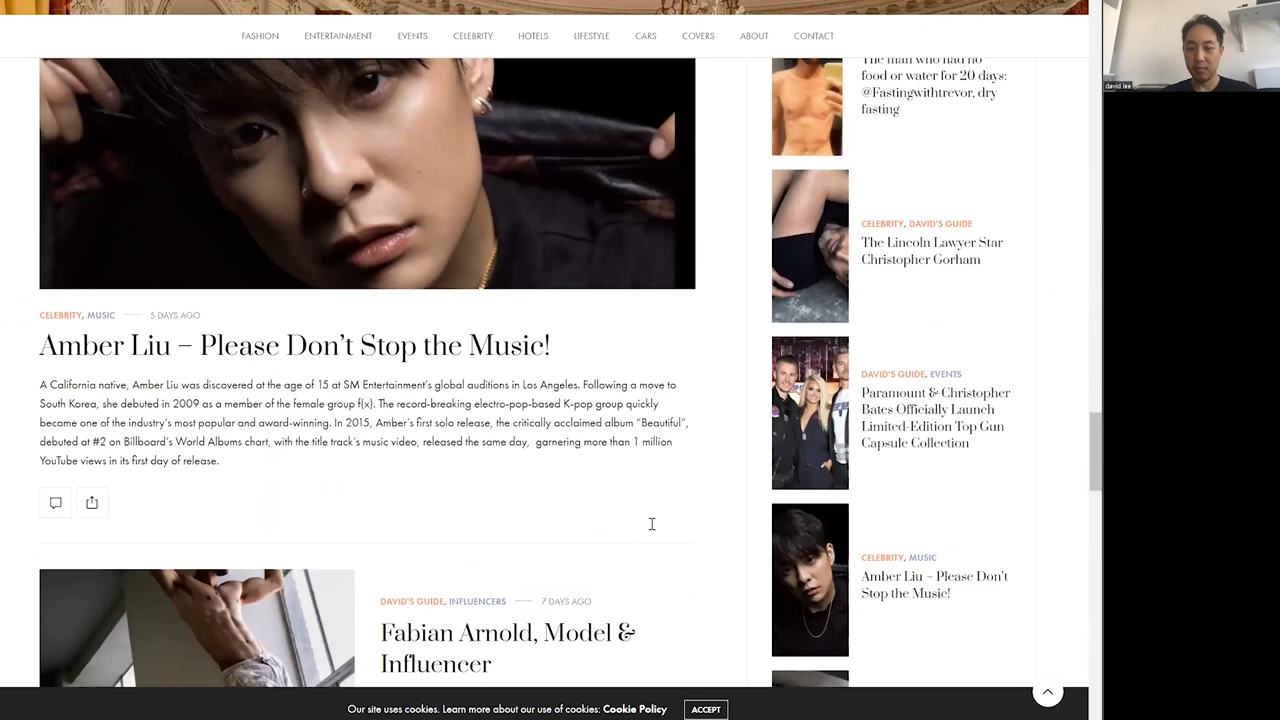 FASHION ENTERTAINMENT EVENTS CELEBRITY HOTELS LIFESTYLE CARS COVERS ABOUT CONTACT
david lee
CELEBRITY, MUSIC 5 DAYS AGO
Amber Liu – Please Don't Stop the Music!
A California native, Amber Liu was discovered at the age of 15 at SM Entertainment's global auditions in Los Angeles. Following a move to
South Korea, she debuted in 2009 as a member of the female group f(x). The record-breaking electro-pop-based K-pop group quickly
became one of the industry's most popular and award-winning. In 2015, Amber's first solo release, the critically acclaimed album "Beautiful",
debuted at #2 on Billboard's World Albums chart, with the title track's music video, released the same day, garnering more than 1 million
YouTube views in its first day of release.
DAVID'S GUIDE, INFLUENCERS 7 DAYS AGO
Fabian Arnold, Model &
Influencer
The man who had no
food or water for 20 days:
@Fastingwithtrevor, dry
fasting
CELEBRITY, DAVID'S GUIDE
The Lincoln Lawyer Star
Christopher Gorham
DAVID'S GUIDE, EVENTS
Paramount & Christopher
Bates Officially Launch
Limited-Edition Top Gun
Capsule Collection
CELEBRITY, MUSIC
Amber Liu – Please Don't
Stop the Music!
Our site uses cookies. Learn more about our use of cookies: Cookie Policy ACCEPT